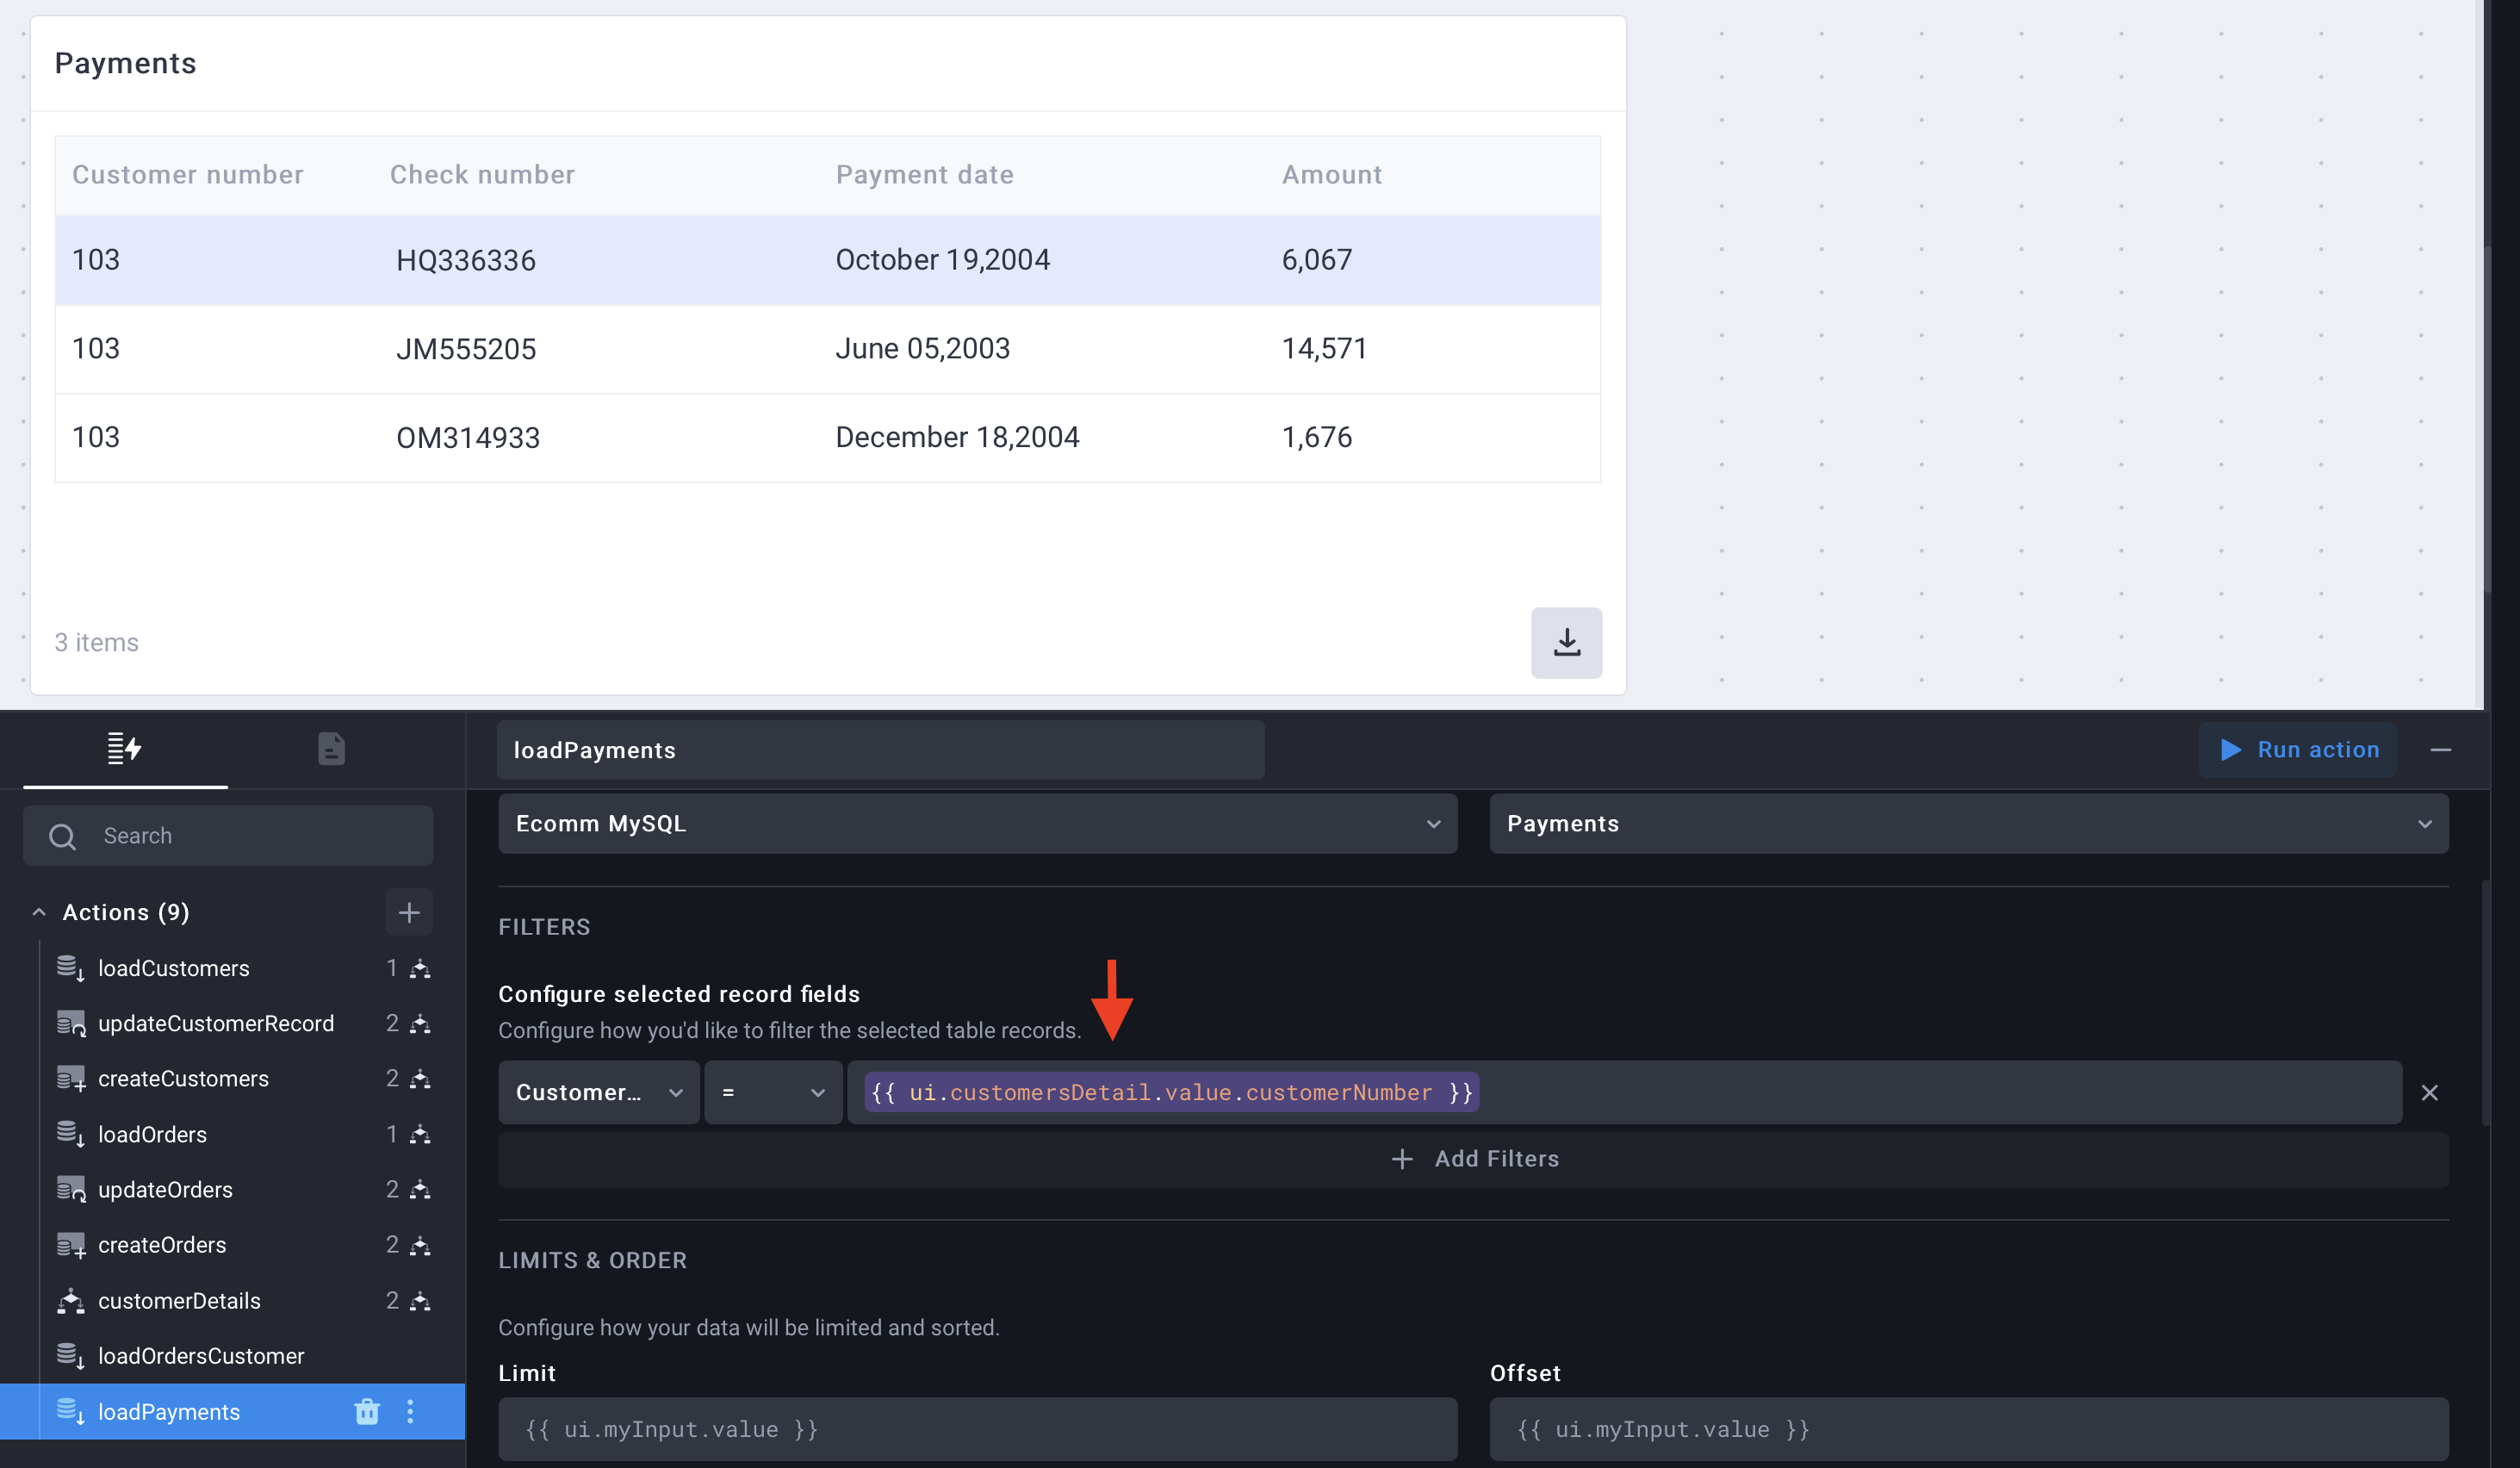 Payments
Customer number Check number Payment date Amount
103 HQ336336 October 19,2004 6,067
103 JM555205 June 05,2003 14,571
103 OM314933 December 18,2004 1,676
3 items
loadPayments Run action
Search
Ecomm MySQL Payments
Actions (9)
loadCustomers 1
updateCustomerRecord 2
createCustomers 2
loadOrders 1
updateOrders 2
createOrders 2
customerDetails 2
loadOrdersCustomer
loadPayments
FILTERS
Configure selected record fields
Configure how you'd like to filter the selected table records.
Customer... = {{ ui.customersDetail.value.customerNumber }}
+ Add Filters
LIMITS & ORDER
Configure how your data will be limited and sorted.
Limit Offset
{{ ui.myInput.value }} {{ ui.myInput.value }}